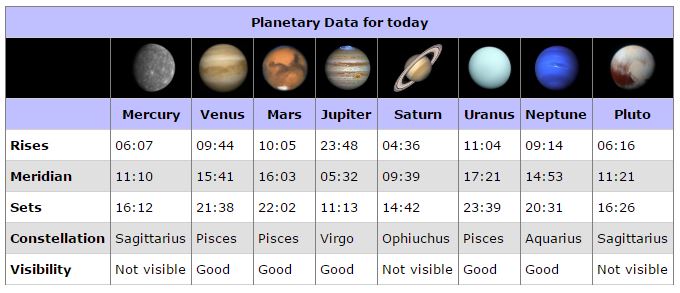 Planetary Data for today
Mercury Venus Mars Jupiter Saturn Uranus Neptune Pluto
Rises 06:07 09:44 10:05 23:48 04:36 11:04 09:14 06:16
Meridian 11:10 15:41 16:03 05:32 09:39 17:21 14:53 11:21
Sets 16:12 21:38 22:02 11:13 14:42 23:39 20:31 16:26
Constellation Sagittarius Pisces Pisces Virgo Ophiuchus Pisces Aquarius Sagittarius
Visibility Not visible Good Good Good Not visible Good Good Not visible